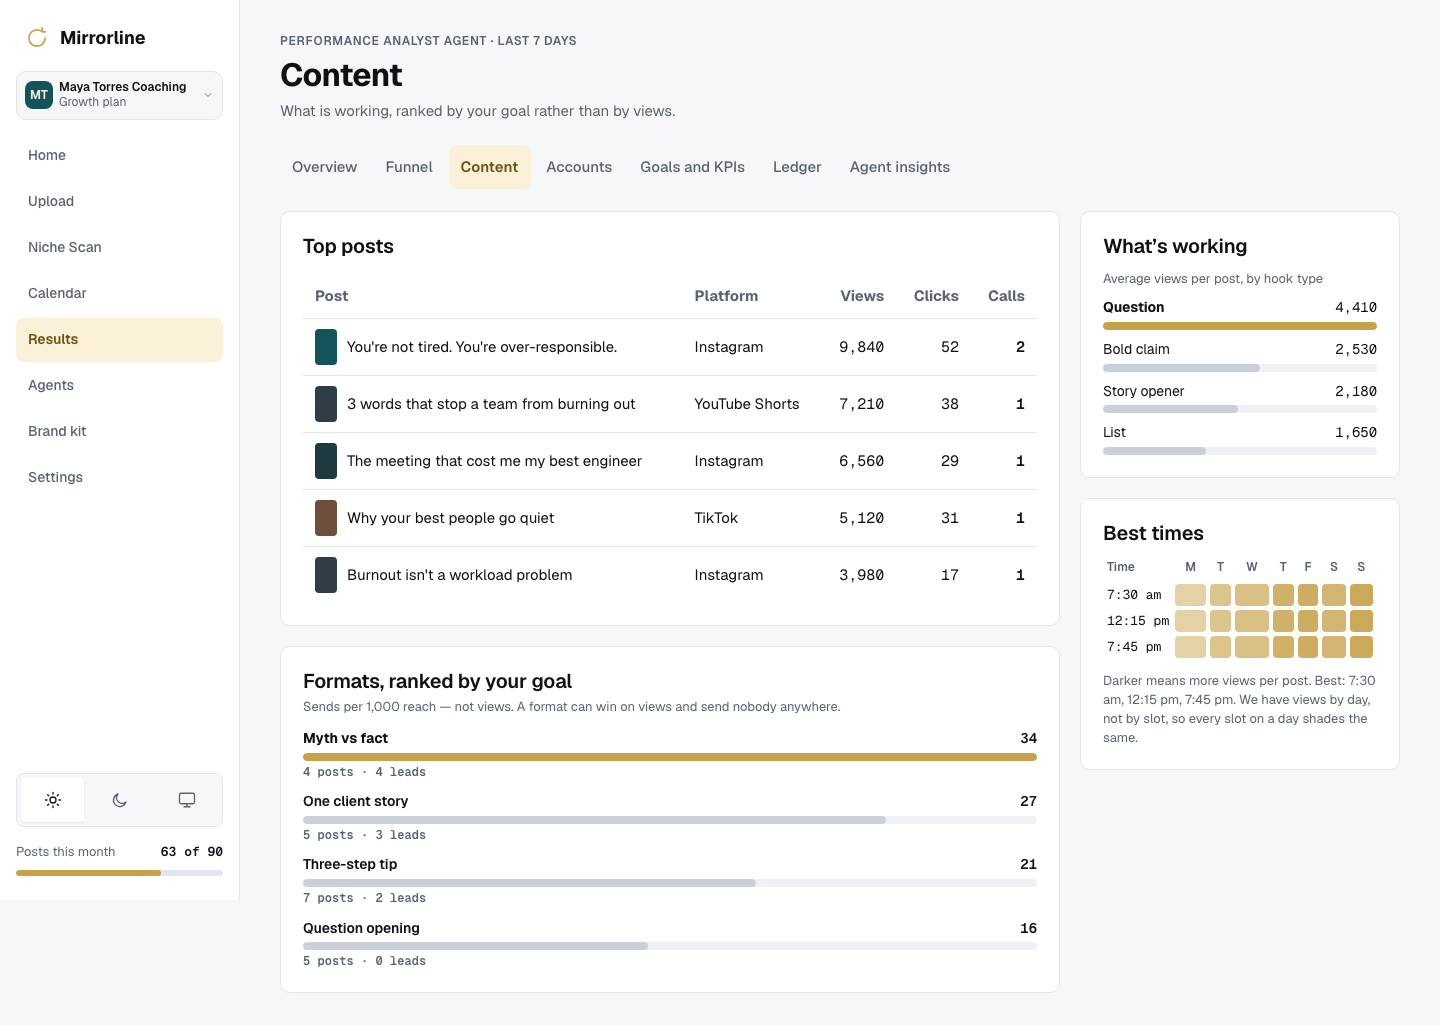 Mirrorline
MT
Maya Torres Coaching
Growth plan
Home
Upload
Niche Scan
Calendar
Results
Agents
Brand kit
Settings
Posts this month 63 of 90
PERFORMANCE ANALYST AGENT · LAST 7 DAYS
Content
What is working, ranked by your goal rather than by views.
Overview Funnel Content Accounts Goals and KPIs Ledger Agent insights
Top posts
Post Platform Views Clicks Calls
You're not tired. You're over-responsible. Instagram 9,840 52 2
3 words that stop a team from burning out YouTube Shorts 7,210 38 1
The meeting that cost me my best engineer Instagram 6,560 29 1
Why your best people go quiet TikTok 5,120 31 1
Burnout isn't a workload problem Instagram 3,980 17 1
Formats, ranked by your goal
Sends per 1,000 reach — not views. A format can win on views and send nobody anywhere.
Myth vs fact 34
4 posts · 4 leads
One client story 27
5 posts · 3 leads
Three-step tip 21
7 posts · 2 leads
Question opening 16
5 posts · 0 leads
What’s working
Average views per post, by hook type
Question 4,410
Bold claim 2,530
Story opener 2,180
List 1,650
Best times
Time M T W T F S S
7:30 am
12:15 pm
7:45 pm
Darker means more views per post. Best: 7:30
am, 12:15 pm, 7:45 pm. We have views by day,
not by slot, so every slot on a day shades the
same.